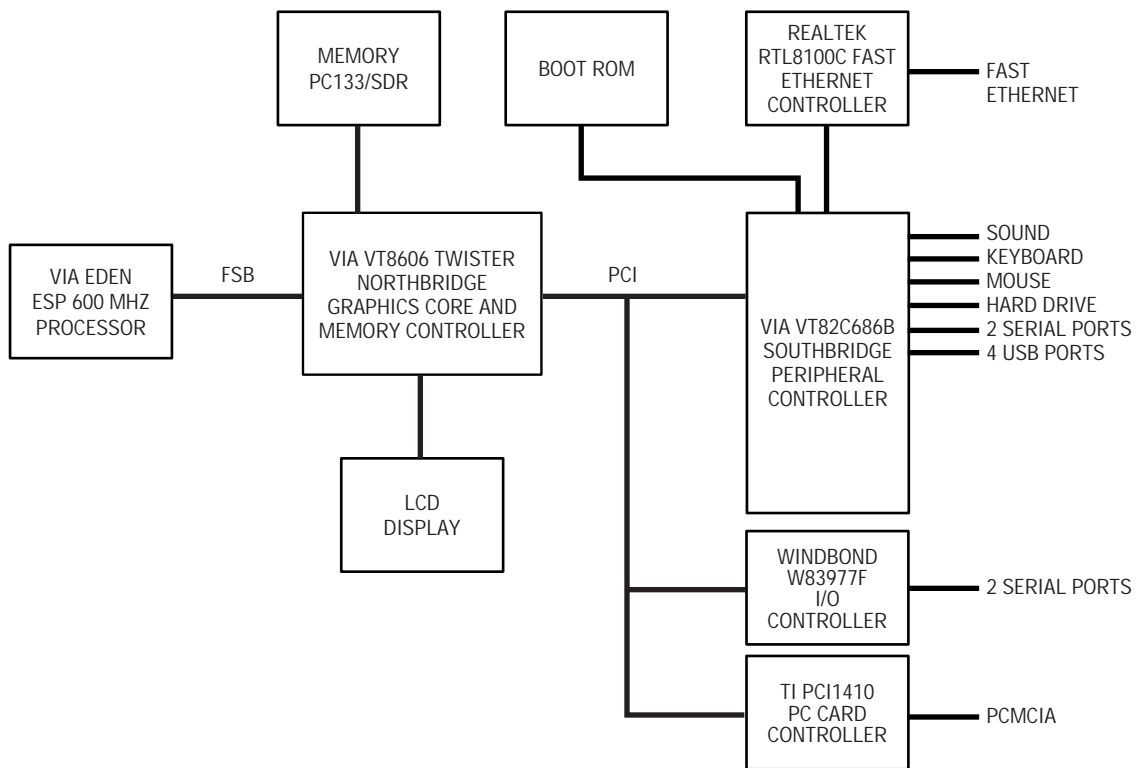 MEMORY
PC133/SDR
BOOT ROM
REALTEK
RTL8100C FAST
ETHERNET
CONTROLLER
FAST
ETHERNET
VIA EDEN
ESP 600 MHZ
PROCESSOR
FSB
VIA VT8606 TWISTER
NORTHBRIDGE
GRAPHICS CORE AND
MEMORY CONTROLLER
PCI
VIA VT82C686B
SOUTHBRIDGE
PERIPHERAL
CONTROLLER
SOUND
KEYBOARD
MOUSE
HARD DRIVE
2 SERIAL PORTS
4 USB PORTS
LCD
DISPLAY
WINDBOND
W83977F
I/O
CONTROLLER
2 SERIAL PORTS
TI PCI1410
PC CARD
CONTROLLER
PCMCIA